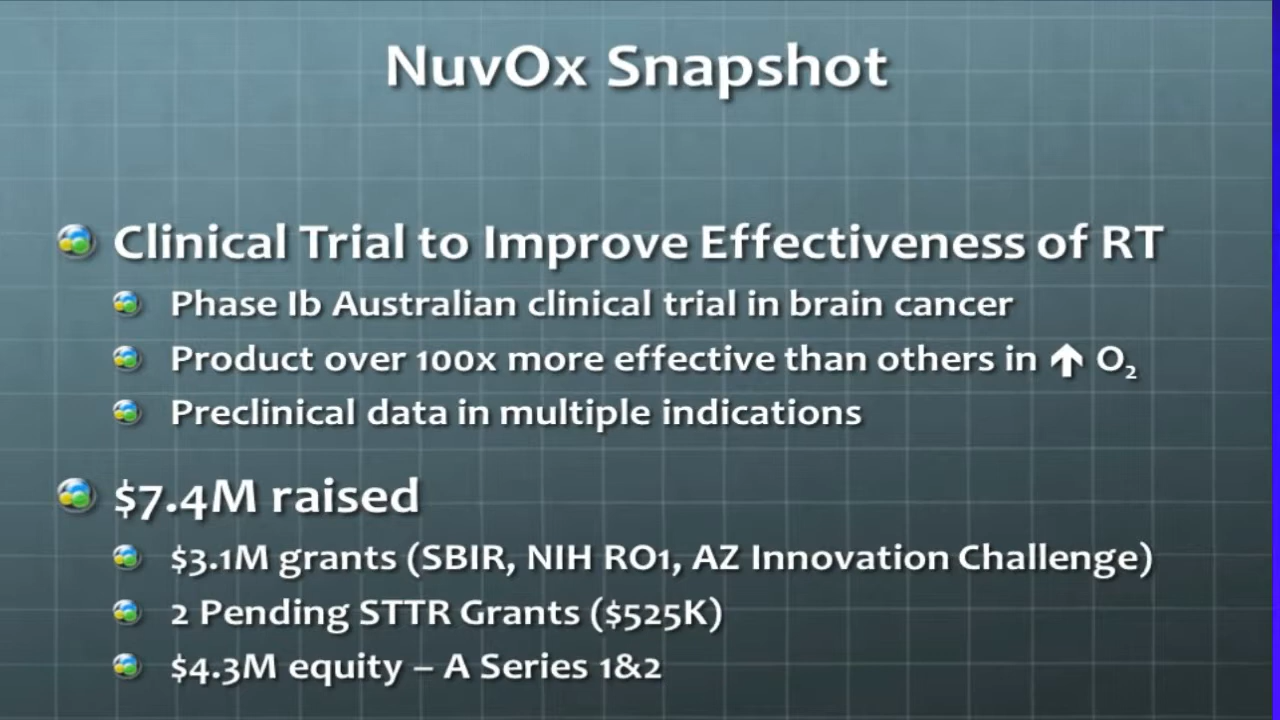 NuvOx Snapshot
Clinical Trial to Improve Effectiveness of RT
Phase Ib Australian clinical trial in brain cancer
Product over 100x more effective than others in ↑ O₂
Preclinical data in multiple indications
$7.4M raised
$3.1M grants (SBIR, NIH RO1, AZ Innovation Challenge)
2 Pending STTR Grants ($525K)
$4.3M equity – A Series 1&2